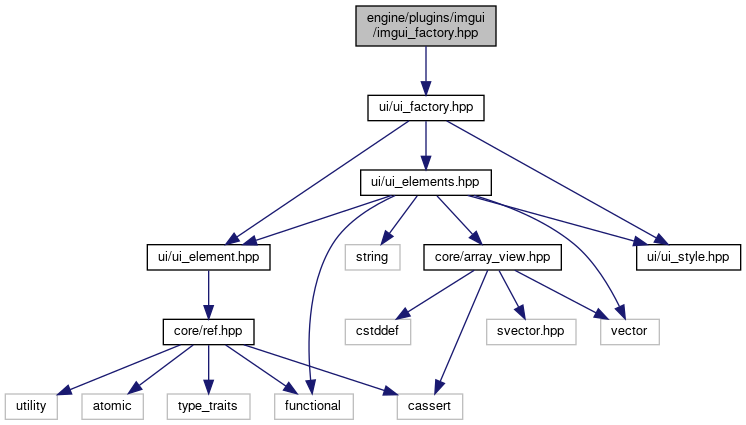 engine/plugins/imgui
/imgui_factory.hpp
ui/ui_factory.hpp
ui/ui_elements.hpp
ui/ui_element.hpp
string
core/array_view.hpp
ui/ui_style.hpp
core/ref.hpp
cstddef
svector.hpp
vector
utility
atomic
type_traits
functional
cassert